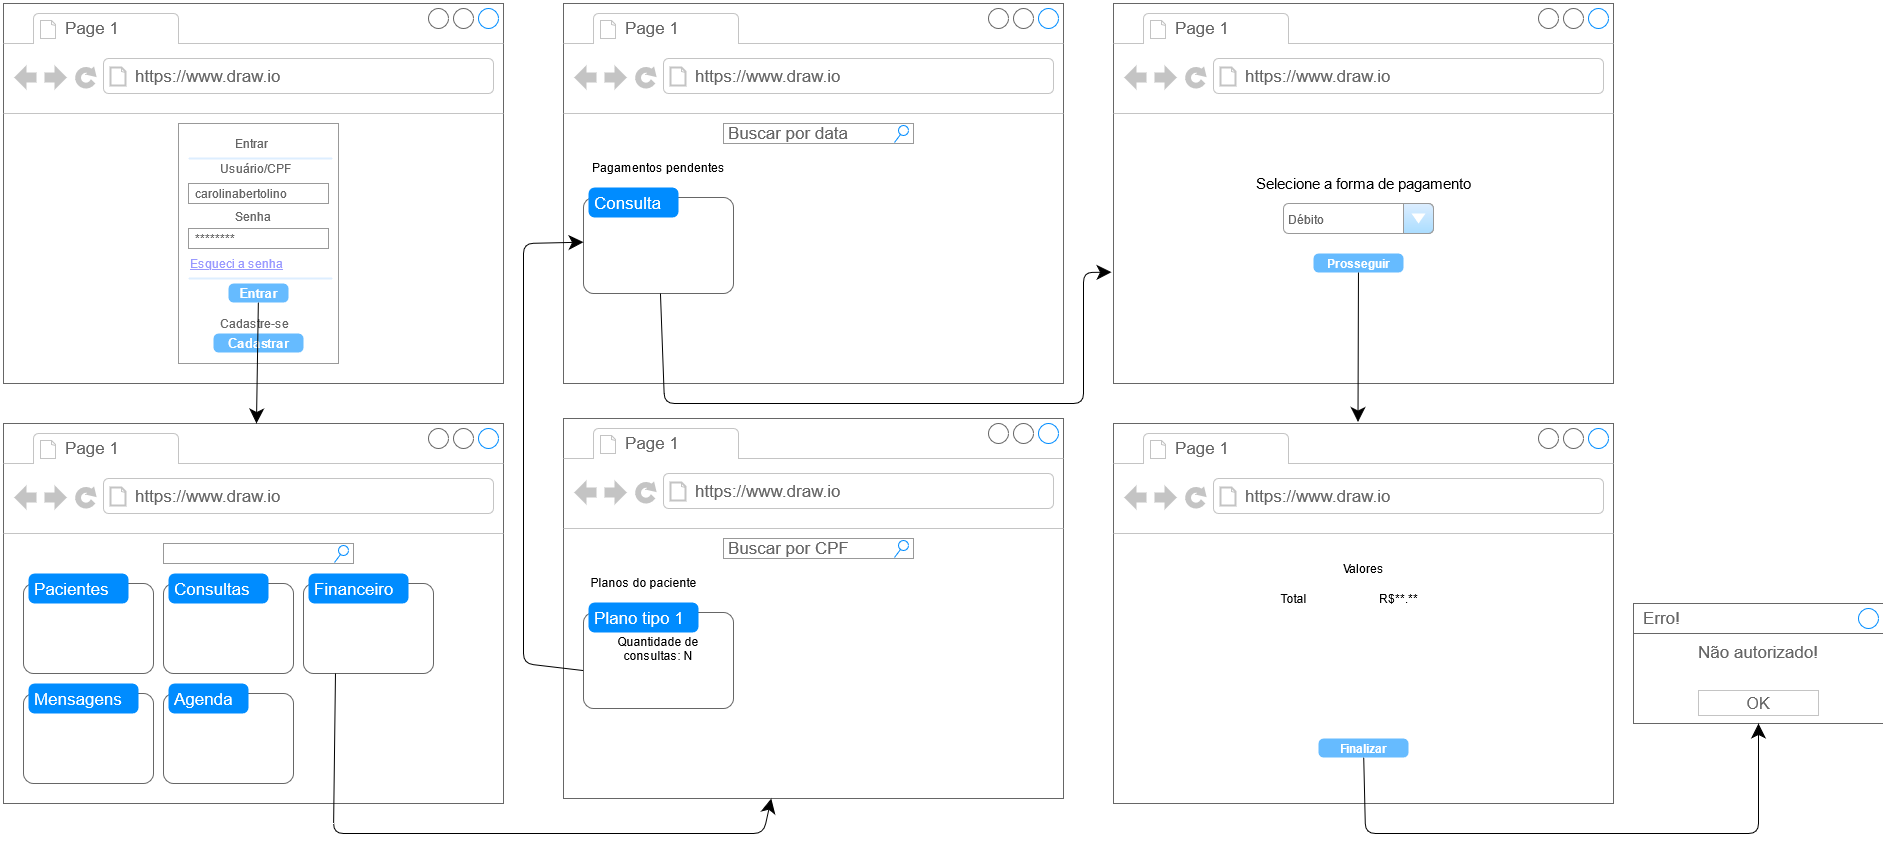 Page 1
https://www.draw.io
Entrar
Usuário/CPF
carolinabertolino
Senha
********
Esqueci a senha
Entrar
Cadastre-se
Cadastrar
Page 1
https://www.draw.io
Pacientes
Consultas
Financeiro
Mensagens
Agenda
Page 1
https://www.draw.io
Buscar por CPF
Planos do paciente
Plano tipo 1
Quantidade de
consultas: N
Page 1
https://www.draw.io
Buscar por data
Pagamentos pendentes
Consulta
Page 1
https://www.draw.io
Selecione a forma de pagamento
Débito
Prosseguir
Page 1
https://www.draw.io
Valores
Total R$**.**
Finalizar
Erro!
Não autorizado!
OK